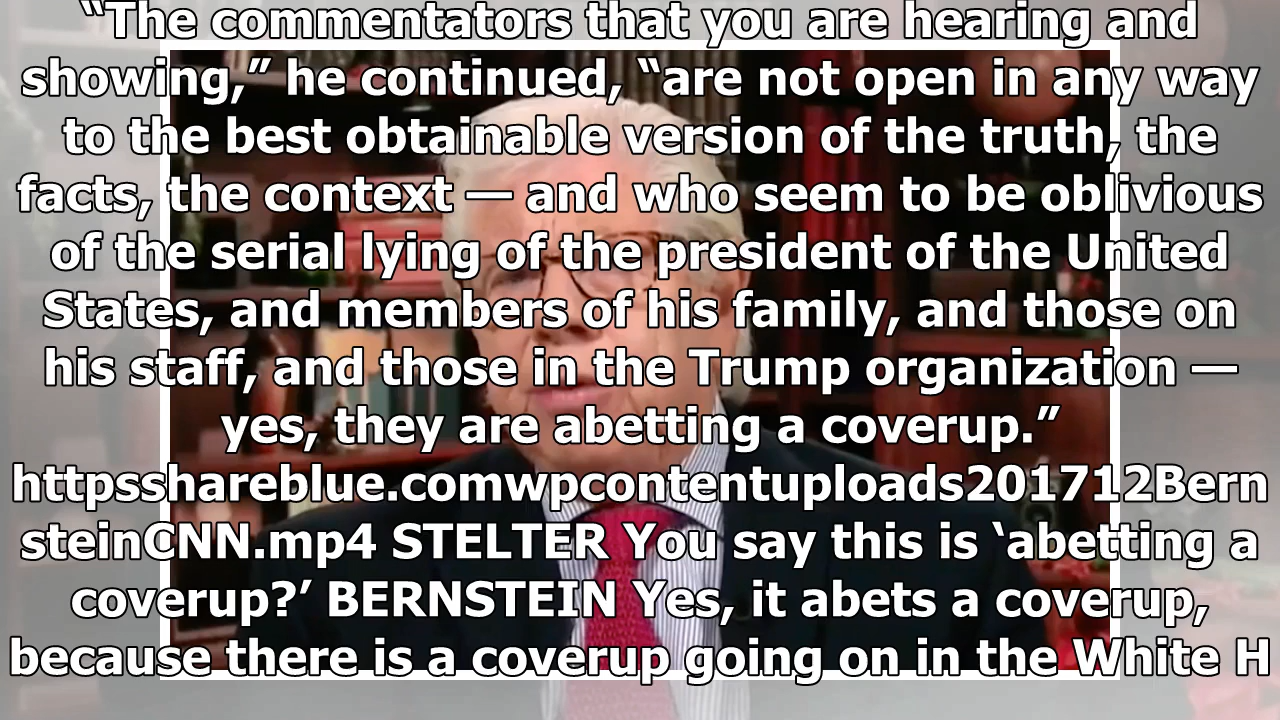 “The commentators that you are hearing and
showing,” he continued, “are not open in any way
to the best obtainable version of the truth, the
facts, the context — and who seem to be oblivious
of the serial lying of the president of the United
States, and members of his family, and those on
his staff, and those in the Trump organization —
yes, they are abetting a coverup.”
httpsshareblue.comwpcontentuploads201712Bern
steinCNN.mp4 STELTER You say this is ‘abetting a
coverup?’ BERNSTEIN Yes, it abets a coverup,
because there is a coverup going on in the White H